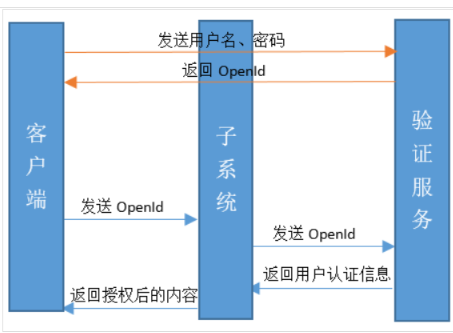 发送用户名、密码
返回 OpenId
客户端
子系统
验证服务
发送 OpenId
发送 OpenId
返回用户认证信息
返回授权后的内容